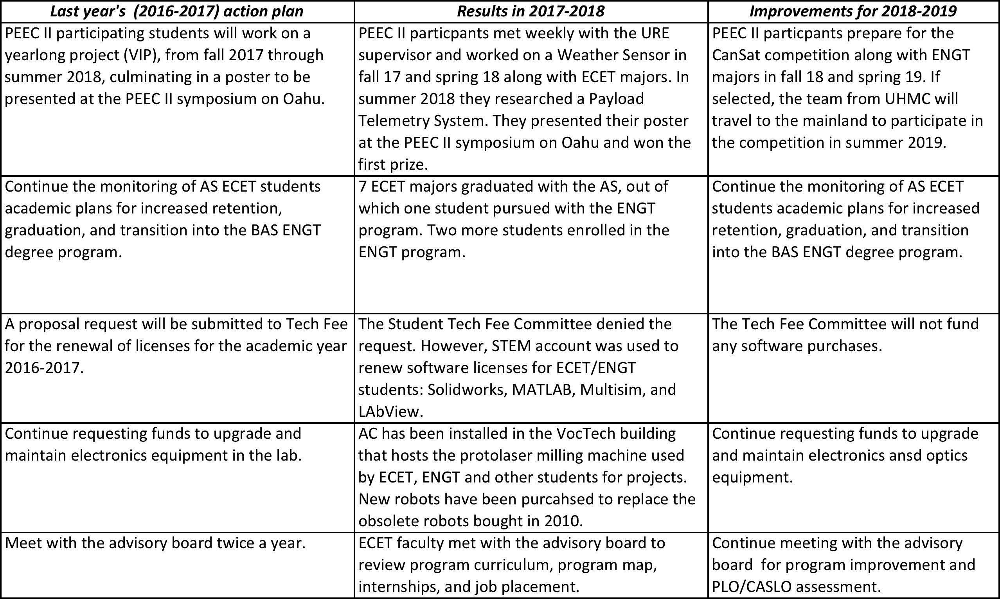 Last year's  (2016-2017) action plan
Results in 2017-2018
Improvements for 2018-2019
PEEC II participating students will work on a
yearlong project (VIP), from fall 2017 through
summer 2018, culminating in a poster to be
presented at the PEEC II symposium on Oahu.
PEEC II particpants met weekly with the URE
supervisor and worked on a Weather Sensor in
fall 17 and spring 18 along with ECET majors. In
summer 2018 they researched a Payload
Telemetry System. They presented their poster
at the PEEC II symposium on Oahu and won the
first prize.
PEEC II particpants prepare for the
CanSat competition along with ENGT
majors in fall 18 and spring 19. If
selected, the team from UHMC will
travel to the mainland to participate in
the competition in summer 2019.
Continue the monitoring of AS ECET students
academic plans for increased retention,
graduation, and transition into the BAS ENGT
degree program.
7 ECET majors graduated with the AS, out of
which one student pursued with the ENGT
program. Two more students enrolled in the
ENGT program.
Continue the monitoring of AS ECET
students academic plans for increased
retention, graduation, and transition
into the BAS ENGT degree program.
A proposal request will be submitted to Tech Fee
for the renewal of licenses for the academic year
2016-2017.
The Student Tech Fee Committee denied the
request. However, STEM account was used to
renew software licenses for ECET/ENGT
students: Solidworks, MATLAB, Multisim, and
LAbView.
The Tech Fee Committee will not fund
any software purchases.
Continue requesting funds to upgrade and
maintain electronics equipment in the lab.
AC has been installed in the VocTech building
that hosts the protolaser milling machine used
by ECET, ENGT and other students for projects.
New robots have been purcahsed to replace the
obsolete robots bought in 2010.
Continue requesting funds to upgrade
and maintain electronics ansd optics
equipment.
Meet with the advisory board twice a year.
ECET faculty met with the advisory board to
review program curriculum, program map,
internships, and job placement.
Continue meeting with the advisory
board  for program improvement and
PLO/CASLO assessment.